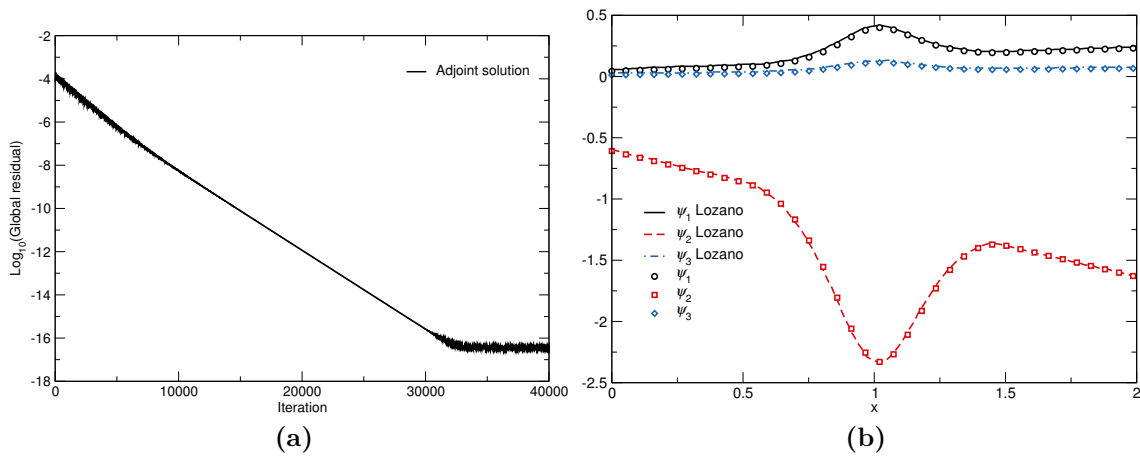 -2
-4
-6
-8
-10
-12
-14
-16
-18
Log10(Global residual)
Adjoint solution
0
10000
20000
30000
40000
Iteration
(a)
0.5
0
-0.5
-1
-1.5
-2
-2.5
ψ1 Lozano
ψ2 Lozano
ψ3 Lozano
ψ1
ψ2
ψ3
0
0.5
1
1.5
2
x
(b)